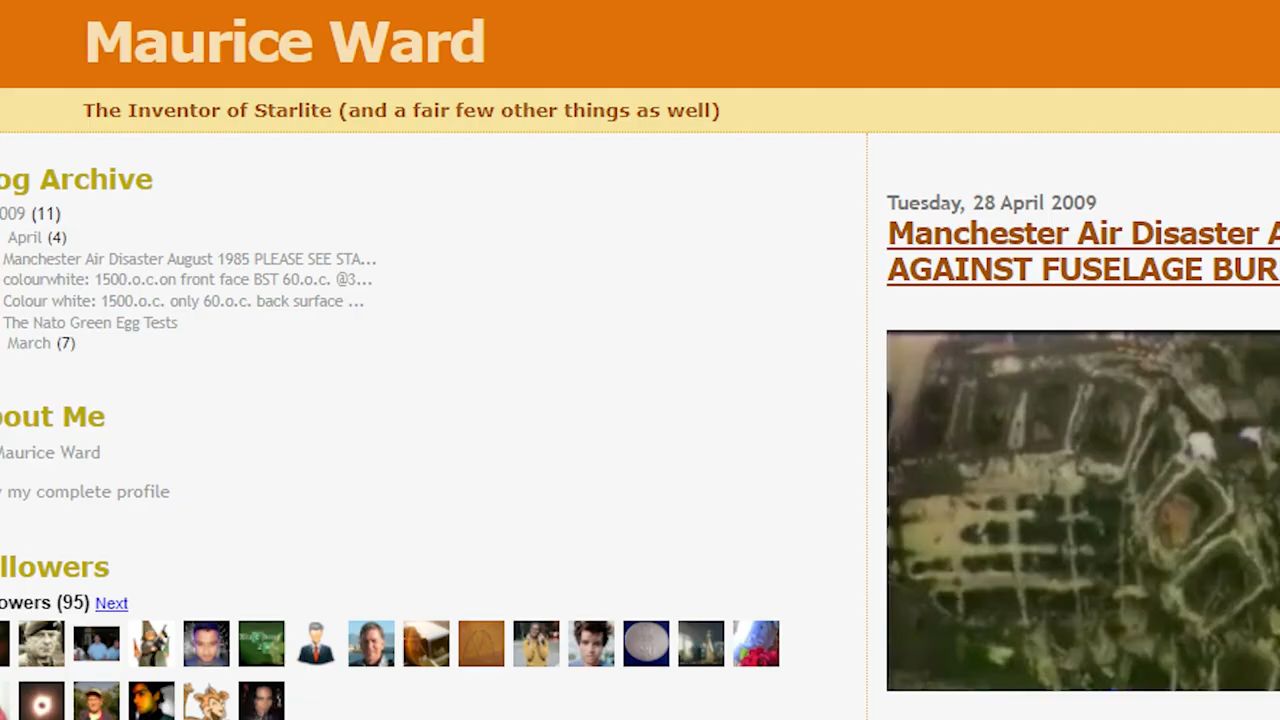 Maurice Ward
The Inventor of Starlite (and a fair few other things as well)
og Archive
009 (11)
April (4)
Manchester Air Disaster August 1985 PLEASE SEE STA...
colourwhite: 1500.o.c.on front face BST 60.o.c. @3...
Colour white: 1500.o.c. only 60.o.c. back surface ...
The Nato Green Egg Tests
March (7)
bout Me
Maurice Ward
my complete profile
llowers
owers (95) Next
Tuesday, 28 April 2009
Manchester Air Disaster A
AGAINST FUSELAGE BUR